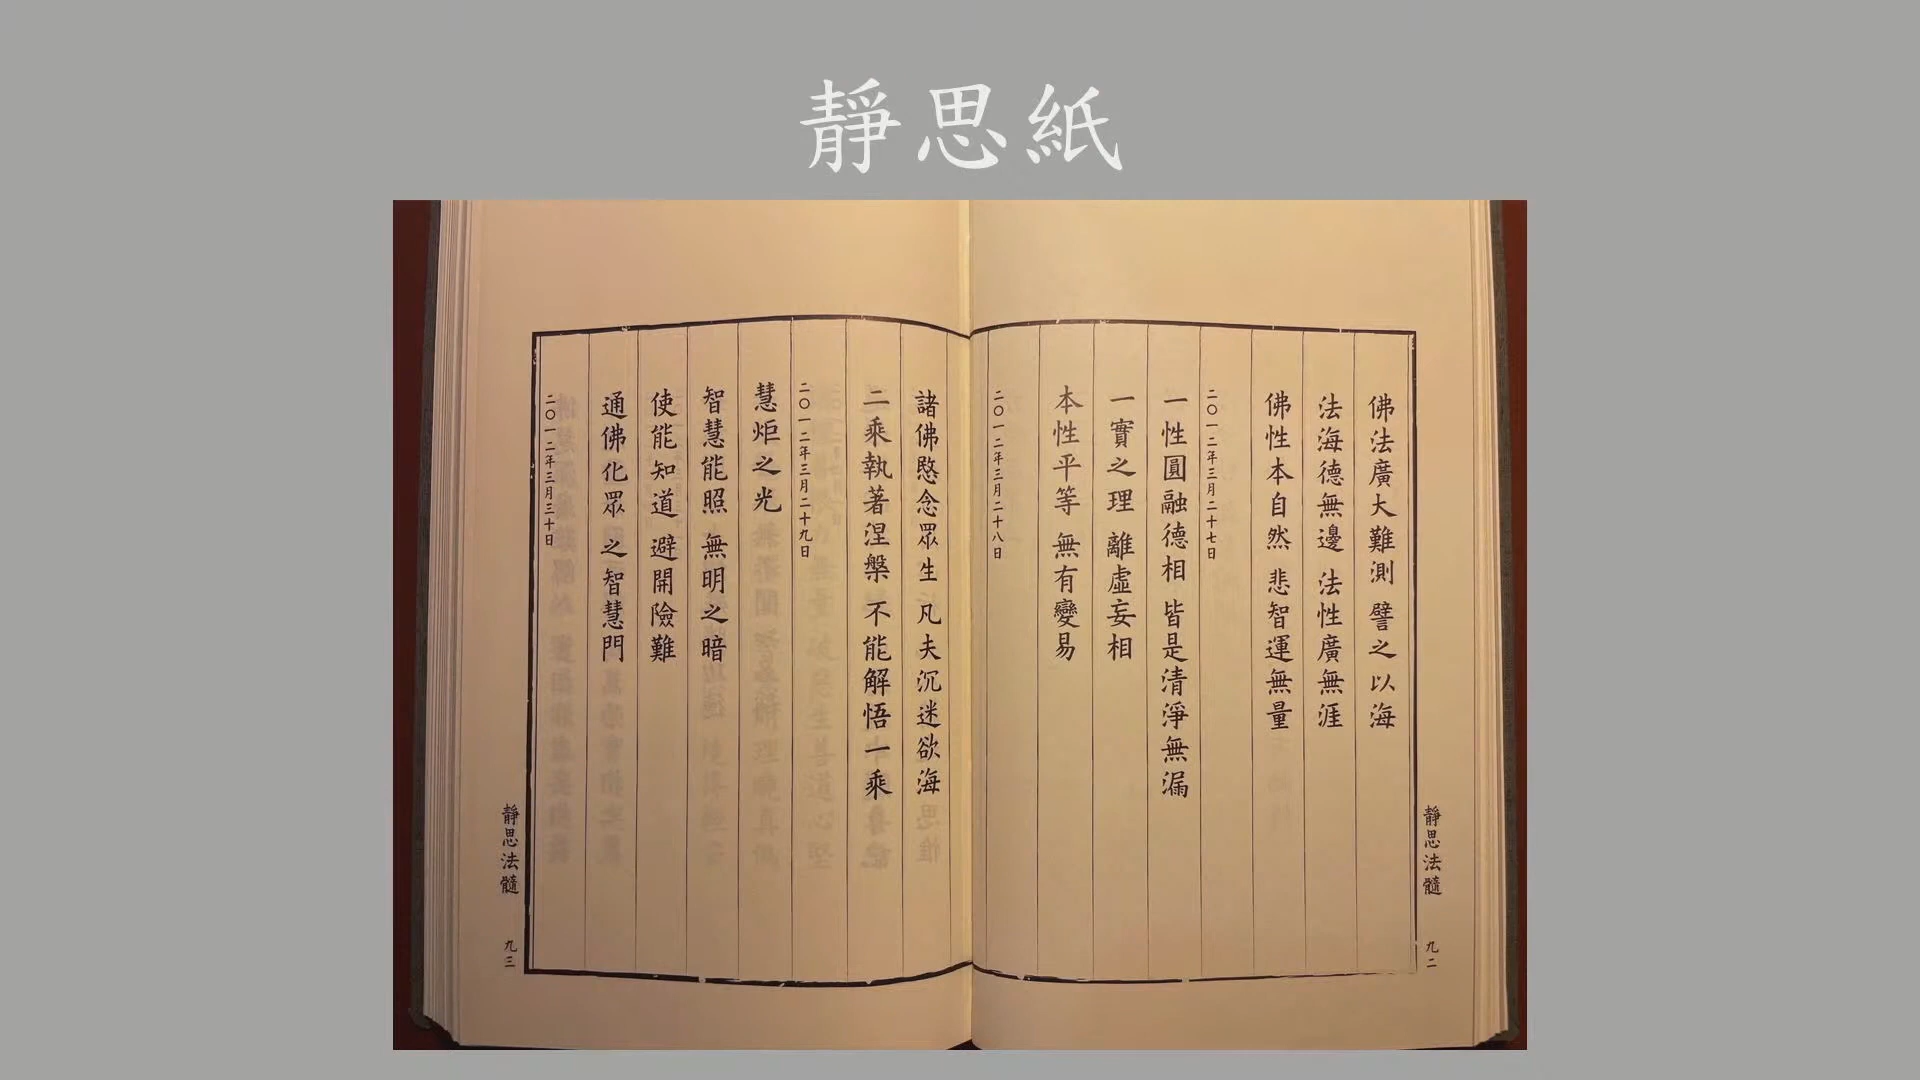 靜思紙
佛法廣大難測 譬之以海
法海德無邊 法性廣無涯
佛性本自然 悲智運無量
二〇一二年三月二十七日
一性圓融德相 皆是清淨無漏
一實之理 離虛妄相
本性平等 無有變易
二〇一二年三月二十八日
靜思法髓
九二
諸佛愍念眾生 凡夫沉迷欲海
二乘執著涅槃 不能解悟一乘
二〇一二年三月二十九日
慧炬之光
智慧能照 無明之暗
使能知道 避開險難
通佛化眾 之智慧門
二〇一二年三月三十日
靜思法髓
九三